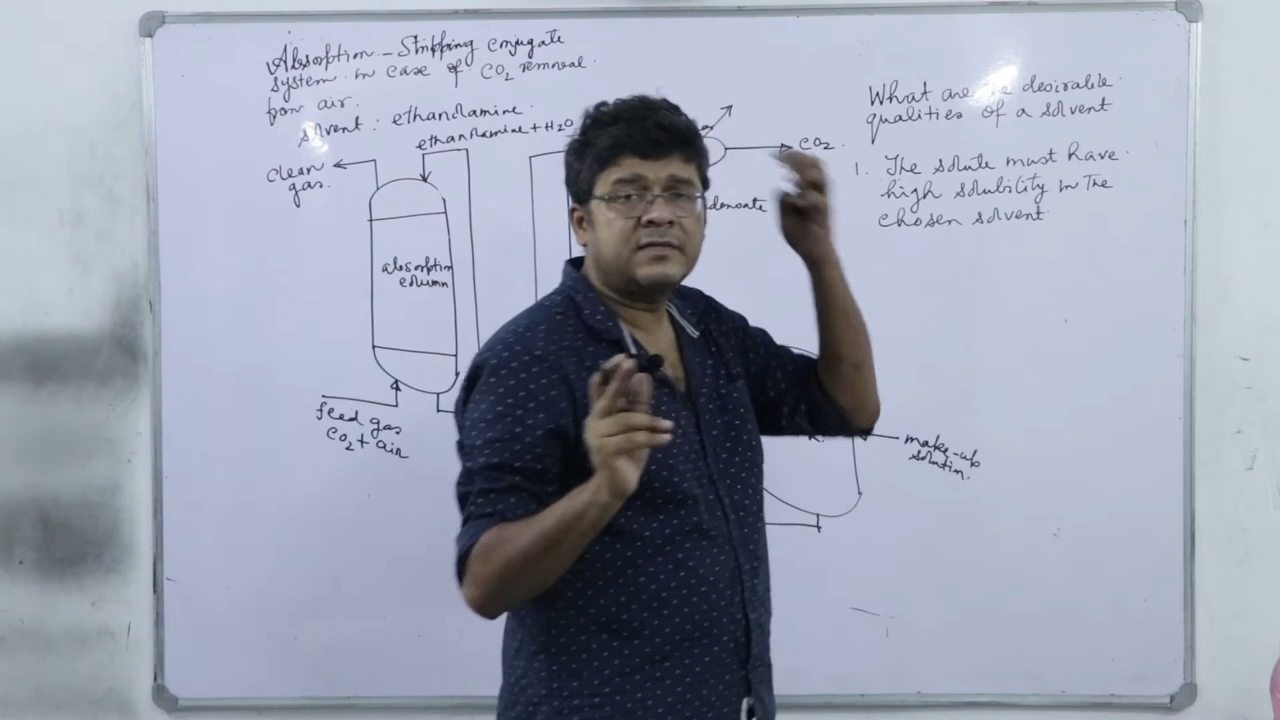 Absorption - Stripping conjugate
system in case of CO2 removal
from air.
solvent : ethanolamine
ethanolamine + H2O
clean
gas.
absorption
column
feed gas
CO2 + air
CO2
make-up
solution.
What are the desirable
qualities of a solvent
1. The solute must have
high solubility in the
chosen solvent.